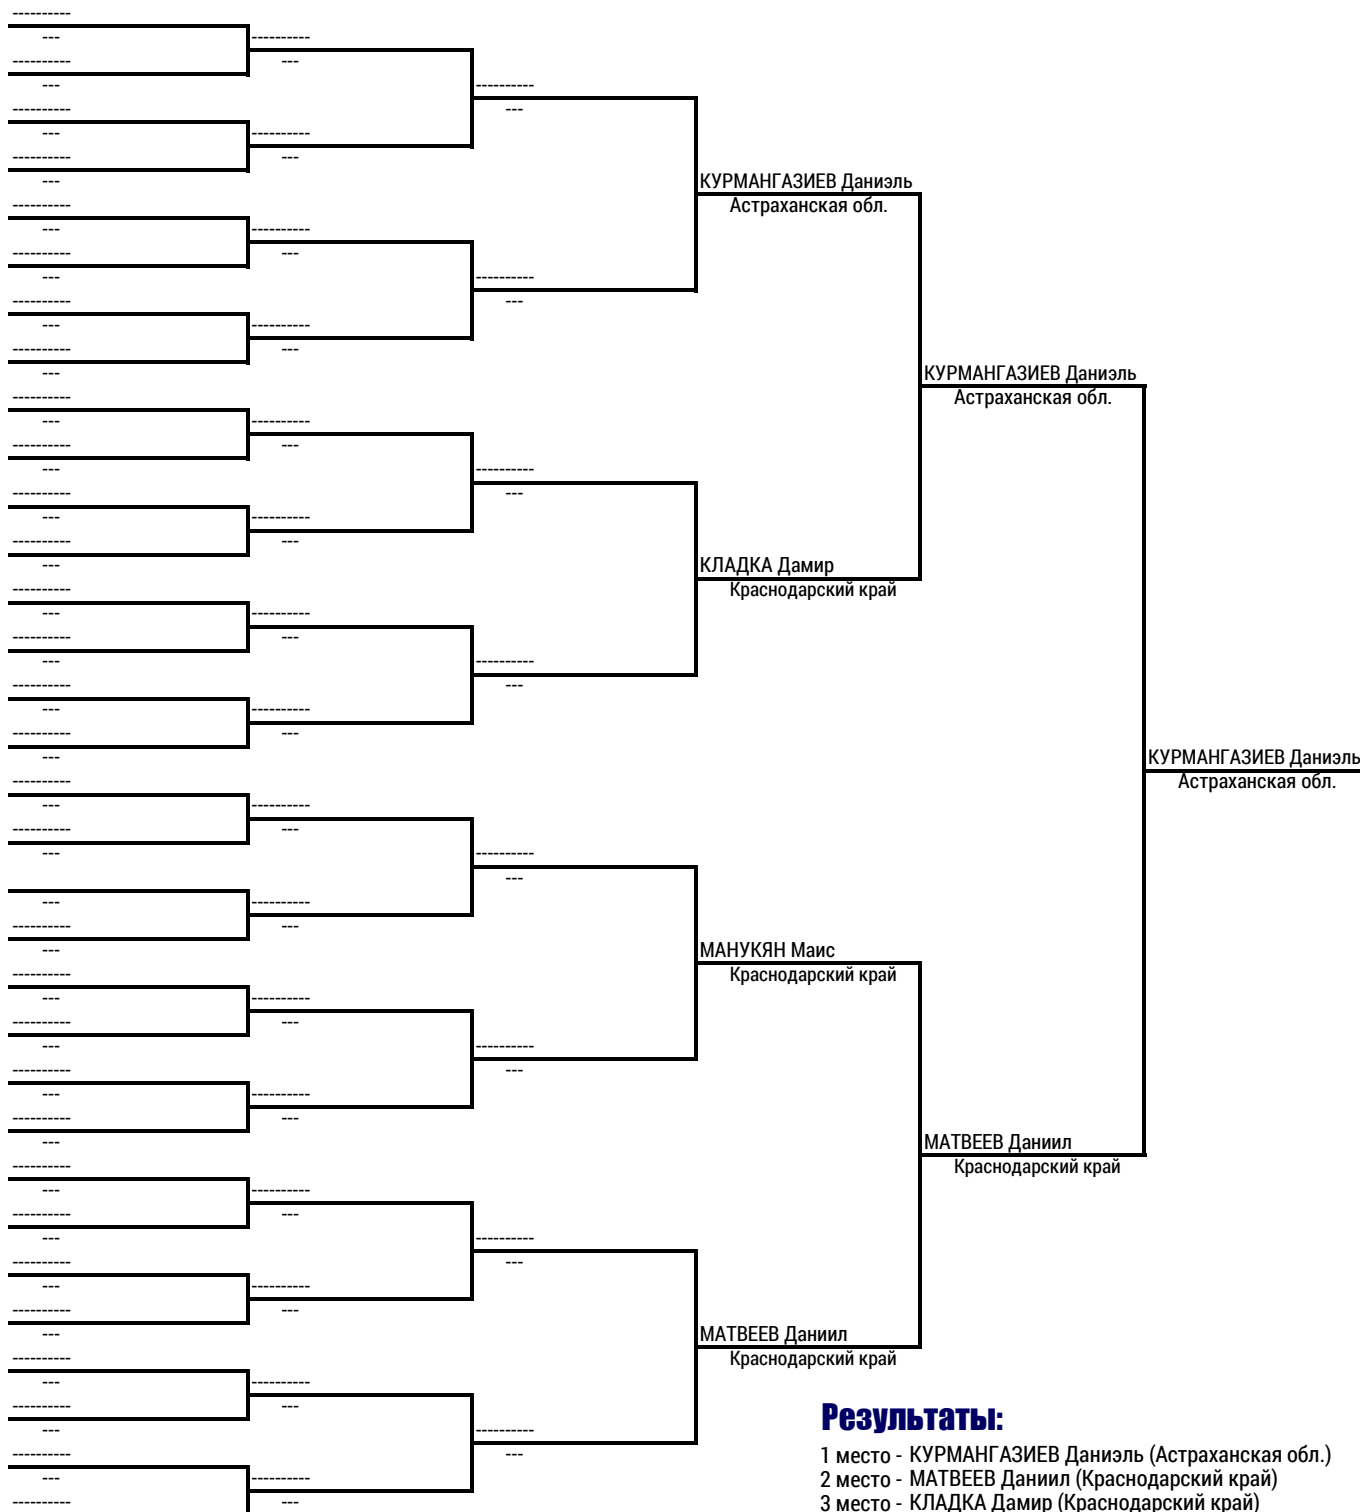 КУРМАНГАЗИЕВ Даниэль
Астраханская обл.
КУРМАНГАЗИЕВ Даниэль
Астраханская обл.
КЛАДКА Дамир
Краснодарский край
КУРМАНГАЗИЕВ Даниэль
Астраханская обл.
МАНУКЯН Маис
Краснодарский край
МАТВЕЕВ Даниил
Краснодарский край
МАТВЕЕВ Даниил
Краснодарский край
Результаты:
1 место - КУРМАНГАЗИЕВ Даниэль (Астраханская обл.)
2 место - МАТВЕЕВ Даниил (Краснодарский край)
3 место - КЛАДКА Дамир (Краснодарский край)